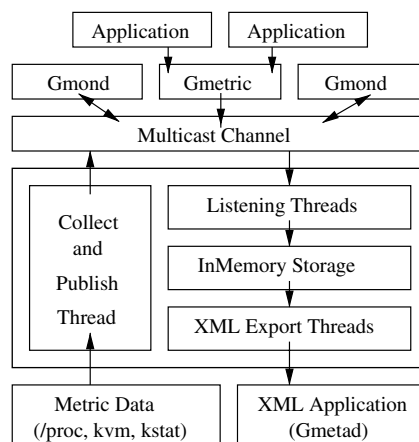 Application
Application
Gmond
Gmetric
Gmond
Multicast Channel
Collect
and
Publish
Thread
Listening Threads
InMemory Storage
XML Export Threads
Metric Data
(/proc, kvm, kstat)
XML Application
(Gmetad)